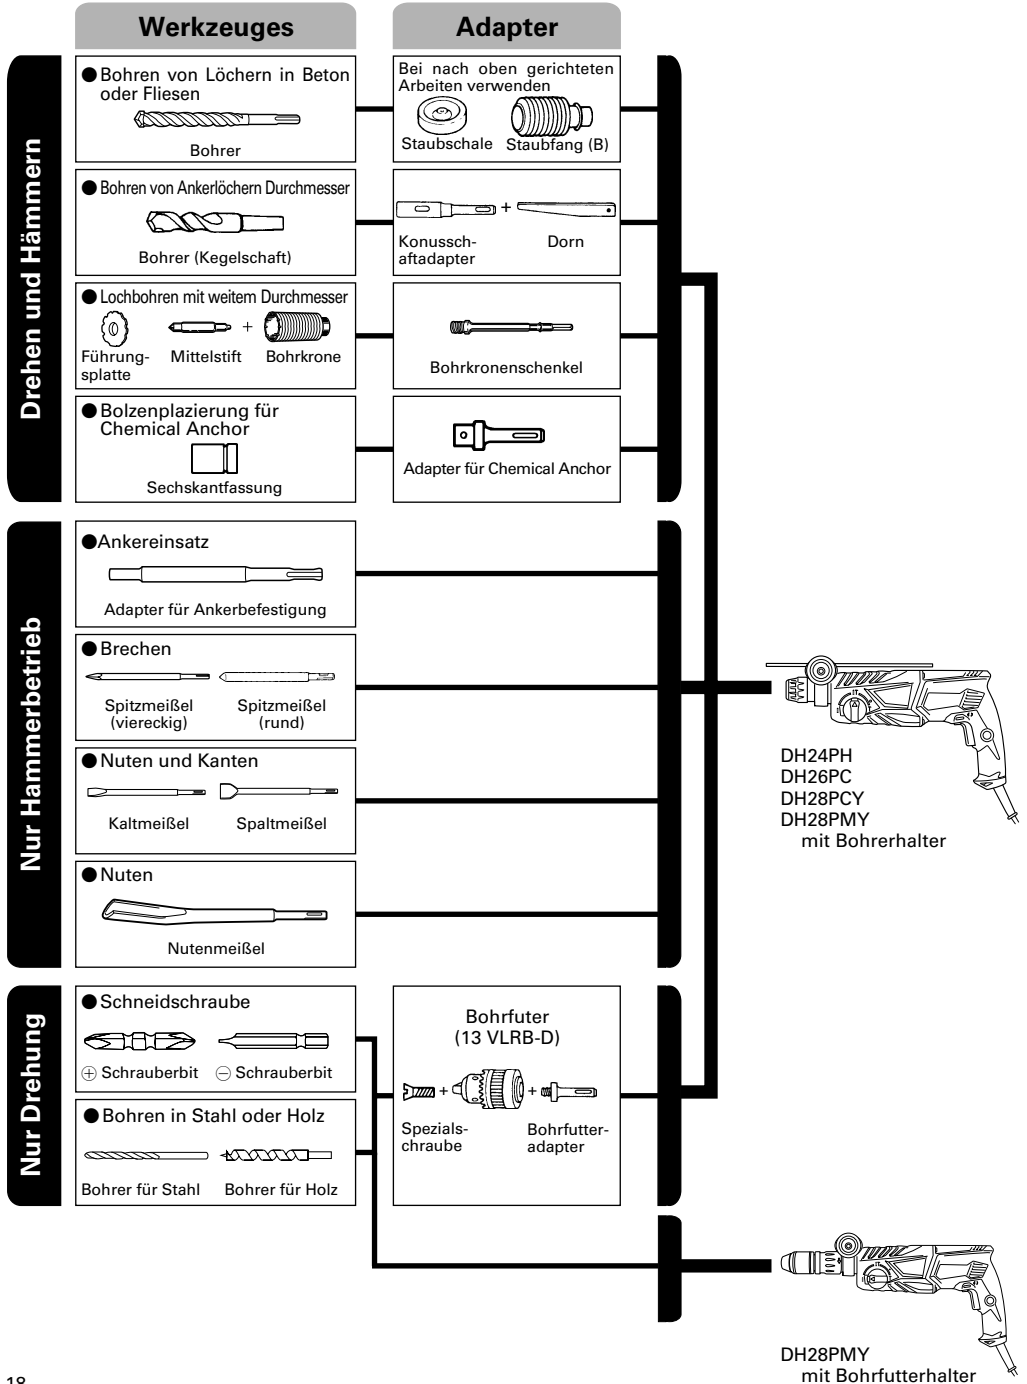 Werkzeuges
Adapter
Drehen und Hämmern
● Bohren von Löchern in Beton
oder Fliesen
Bohrer
Bei nach oben gerichteten
Arbeiten verwenden
Staubschale
Staubfang (B)
● Bohren von Ankerlöchern Durchmesser
Bohrer (Kegelschaft)
+
Konussch-
aftadapter
Dorn
● Lochbohren mit weitem Durchmesser
+
Führung-
splatte
Mittelstift
Bohrkrone
Bohrkronenschenkel
● Bolzenplazierung für
Chemical Anchor
Sechskantfassung
Adapter für Chemical Anchor
Nur Hammerbetrieb
●Ankereinsatz
Adapter für Ankerbefestigung
● Brechen
Spitzmeißel
(viereckig)
Spitzmeißel
(rund)
● Nuten und Kanten
Kaltmeißel
Spaltmeißel
● Nuten
Nutenmeißel
DH24PH
DH26PC
DH28PCY
DH28PMY
mit Bohrerhalter
Nur Drehung
● Schneidschraube
⊕ Schrauberbit
⊖ Schrauberbit
● Bohren in Stahl oder Holz
Bohrer für Stahl
Bohrer für Holz
Bohrfuter
(13 VLRB-D)
+ +
Spezials-
chraube
Bohrfutter-
adapter
DH28PMY
mit Bohrfutterhalter
18